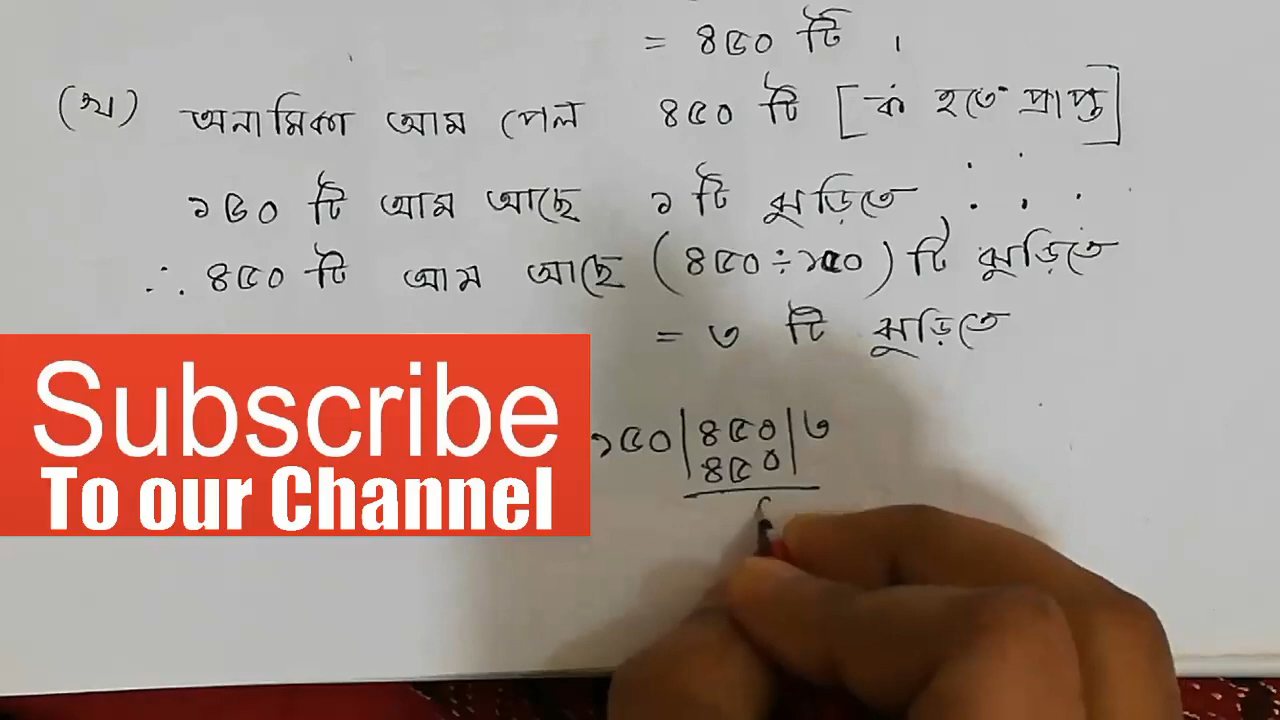 = ৪৫০ টি ।
(খ) অনামিকা আম পেল ৪৫০ টি [ক হতে প্রাপ্ত]
১৫০ টি আম আছে ১ টি ঝুড়িতে
∴ ৪৫০ টি আম আছে (৪৫০÷১৫০) টি ঝুড়িতে
= ৩ টি ঝুড়িতে
Subscribe
To our Channel
১৫০|৪৫০|৩
৪৫০